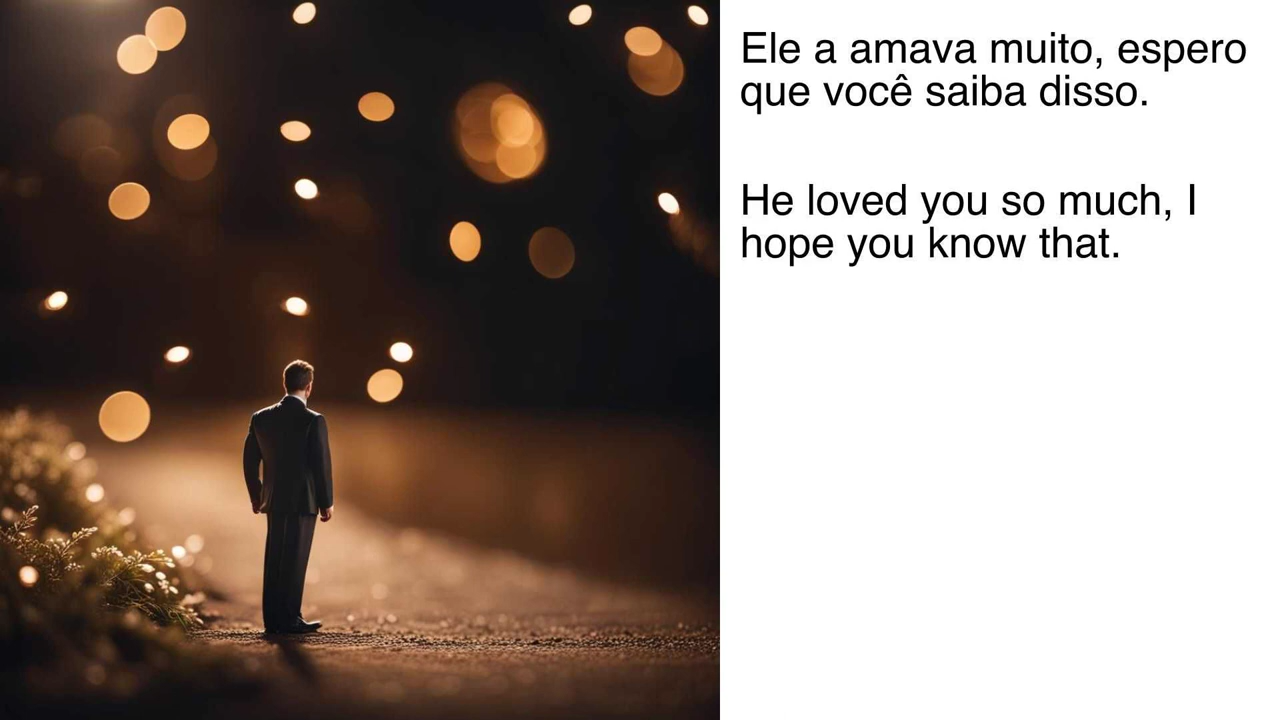 Ele a amava muito, espero
que você saiba disso.
He loved you so much, I
hope you know that.